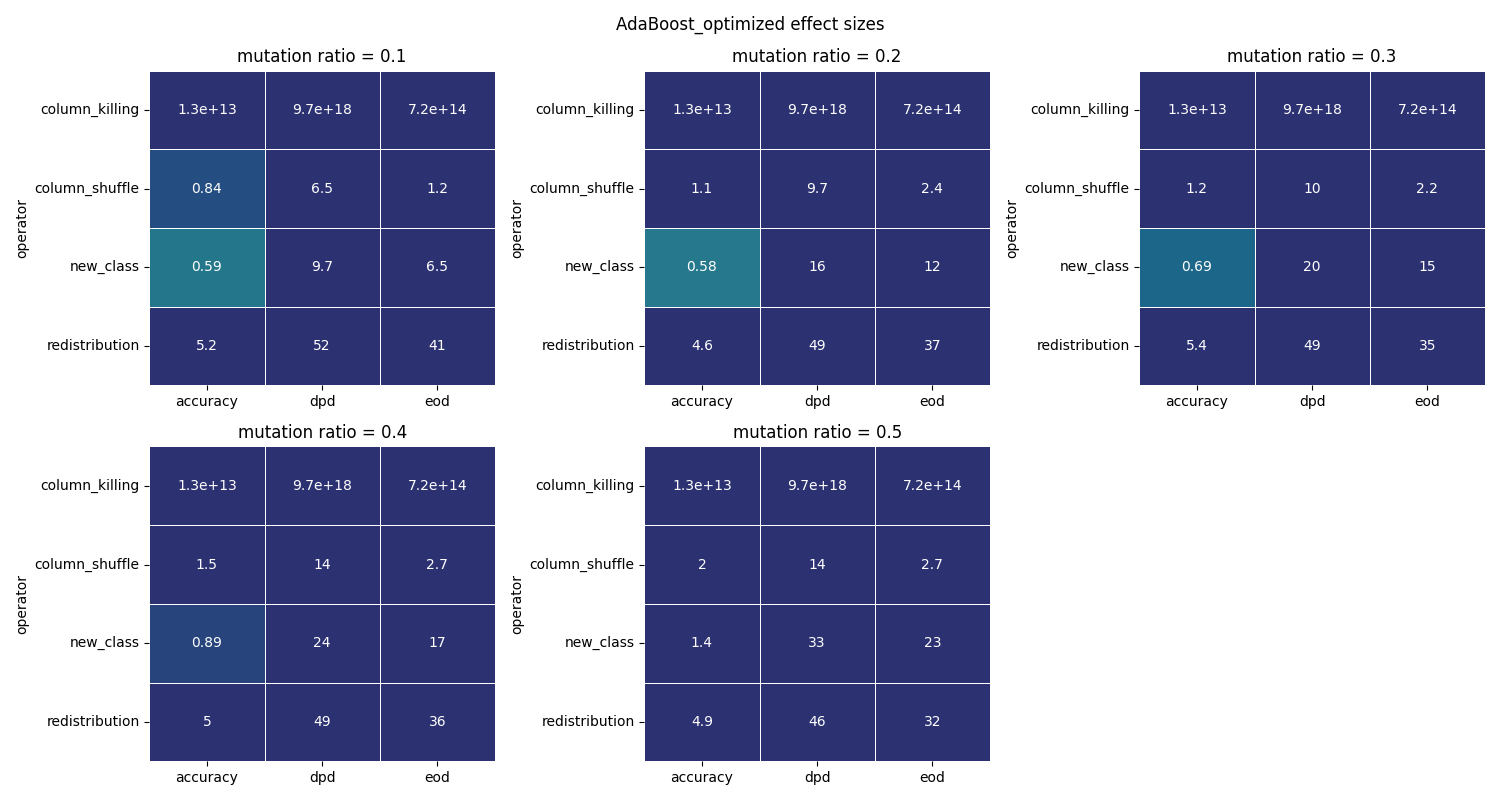 AdaBoost_optimized effect sizes
mutation ratio = 0.1
operator
column_killing 1.3e+13 9.7e+18 7.2e+14
column_shuffle 0.84 6.5 1.2
new_class 0.59 9.7 6.5
redistribution 5.2 52 41
accuracy dpd eod
mutation ratio = 0.2
operator
column_killing 1.3e+13 9.7e+18 7.2e+14
column_shuffle 1.1 9.7 2.4
new_class 0.58 16 12
redistribution 4.6 49 37
accuracy dpd eod
mutation ratio = 0.3
operator
column_killing 1.3e+13 9.7e+18 7.2e+14
column_shuffle 1.2 10 2.2
new_class 0.69 20 15
redistribution 5.4 49 35
accuracy dpd eod
mutation ratio = 0.4
operator
column_killing 1.3e+13 9.7e+18 7.2e+14
column_shuffle 1.5 14 2.7
new_class 0.89 24 17
redistribution 5 49 36
accuracy dpd eod
mutation ratio = 0.5
operator
column_killing 1.3e+13 9.7e+18 7.2e+14
column_shuffle 2 14 2.7
new_class 1.4 33 23
redistribution 4.9 46 32
accuracy dpd eod